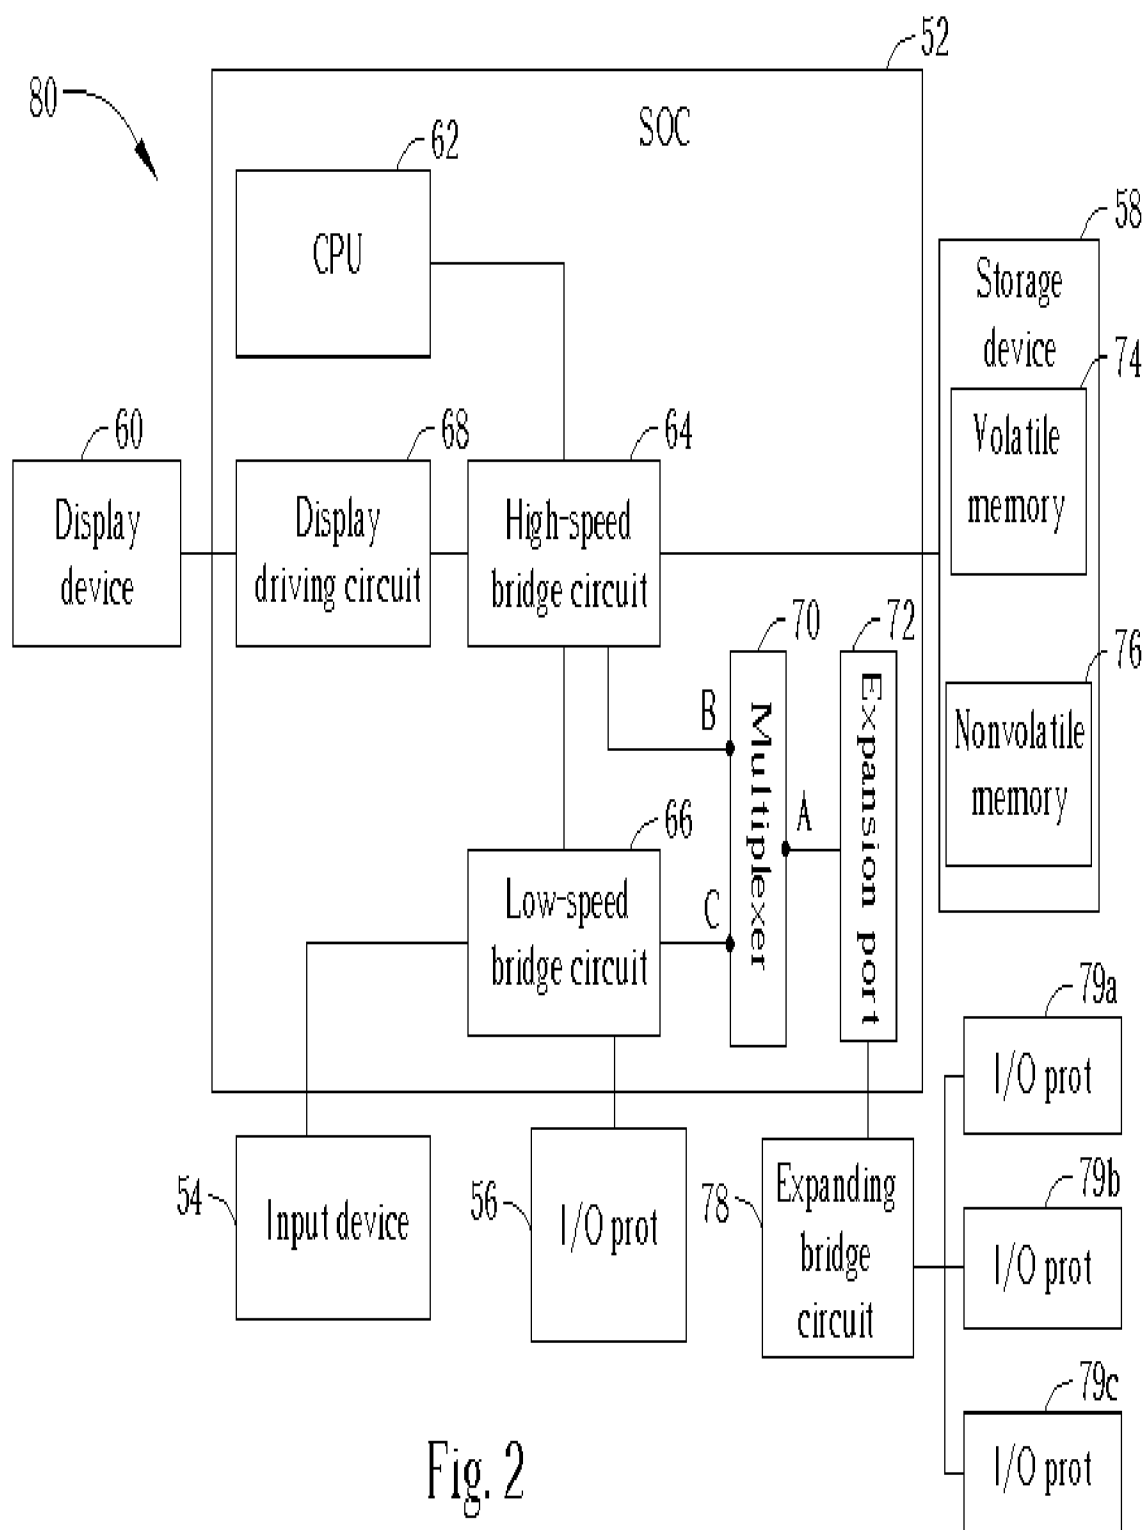 52
80
SOC
62
CPU
58
Storage
device
74
Volatile
memory
60
Display
device
68
Display
driving circuit
64
High-speed
bridge circuit
70
72
76
Nonvolatile
memory
B
Multiplexer
A
Expansion port
66
Low-speed
bridge circuit
C
79a
I/O prot
54
Input device
56
I/O prot
78
Expanding
bridge
circuit
79b
I/O prot
79c
I/O prot
Fig. 2